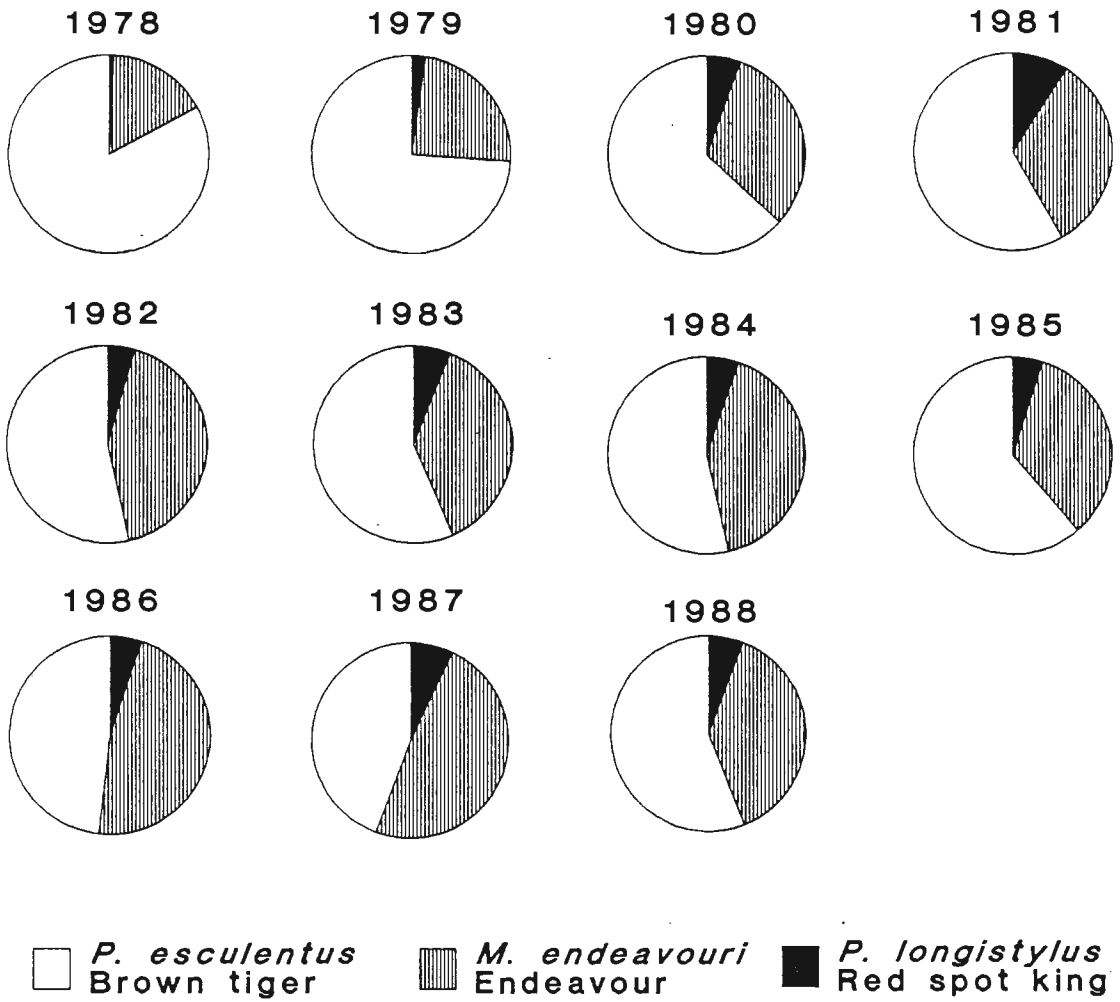 1978 1979 1980 1981
1982 1983 1984 1985
1986 1987 1988
P. esculentus
Brown tiger
M. endeavouri
Endeavour
P. longistylus
Red spot king